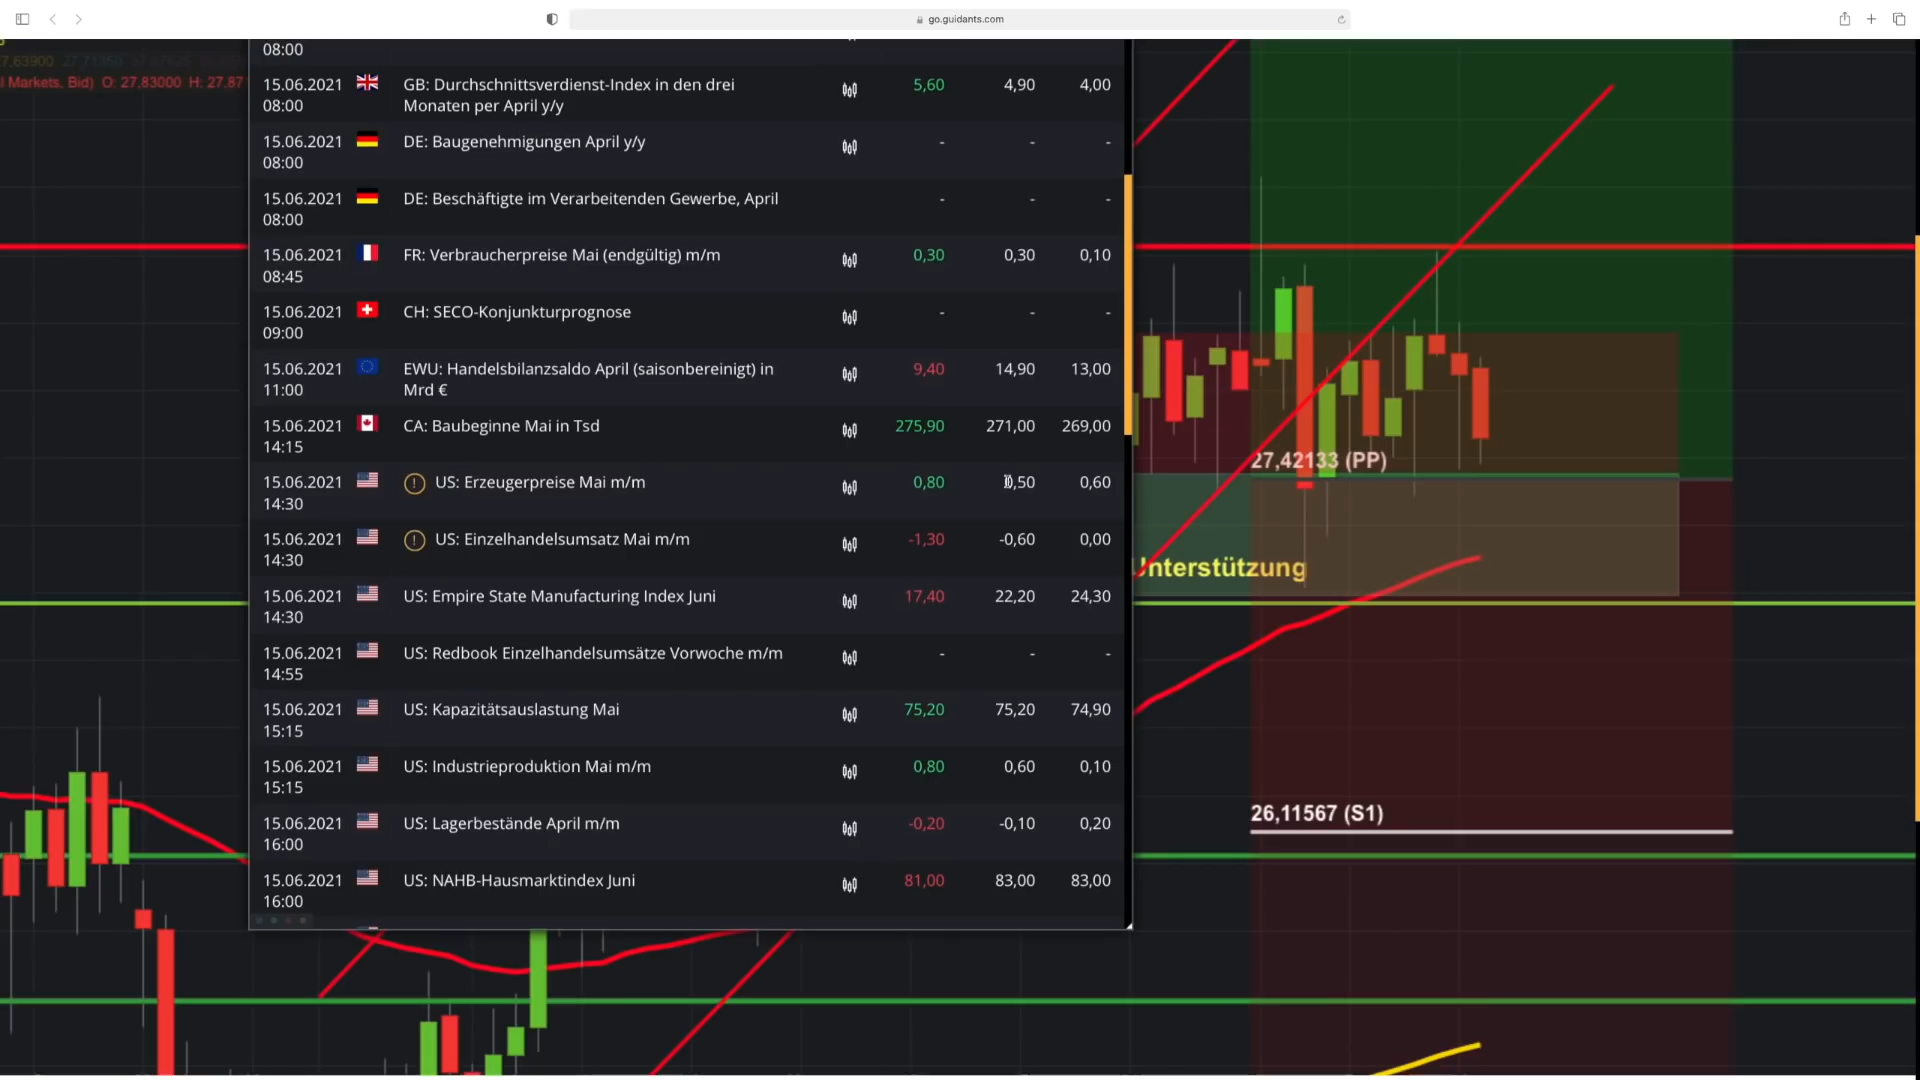 go.guidants.com
27,63900
l Markets, Bid) O: 27,83000 H: 27,87
08:00
15.06.2021 GB: Durchschnittsverdienst-Index in den drei 5,60 4,90 4,00
08:00 Monaten per April y/y
15.06.2021 DE: Baugenehmigungen April y/y - - -
08:00
15.06.2021 DE: Beschäftigte im Verarbeitenden Gewerbe, April - - -
08:00
15.06.2021 FR: Verbraucherpreise Mai (endgültig) m/m 0,30 0,30 0,10
08:45
15.06.2021 CH: SECO-Konjunkturprognose - - -
09:00
15.06.2021 EWU: Handelsbilanzsaldo April (saisonbereinigt) in 9,40 14,90 13,00
11:00 Mrd €
15.06.2021 CA: Baubeginne Mai in Tsd 275,90 271,00 269,00
14:15
27,42133 (PP)
15.06.2021 US: Erzeugerpreise Mai m/m 0,80 0,50 0,60
14:30
15.06.2021 US: Einzelhandelsumsatz Mai m/m -1,30 -0,60 0,00
14:30
Unterstützung
15.06.2021 US: Empire State Manufacturing Index Juni 17,40 22,20 24,30
14:30
15.06.2021 US: Redbook Einzelhandelsumsätze Vorwoche m/m - - -
14:55
15.06.2021 US: Kapazitätsauslastung Mai 75,20 75,20 74,90
15:15
15.06.2021 US: Industrieproduktion Mai m/m 0,80 0,60 0,10
15:15
26,11567 (S1)
15.06.2021 US: Lagerbestände April m/m -0,20 -0,10 0,20
16:00
15.06.2021 US: NAHB-Hausmarktindex Juni 81,00 83,00 83,00
16:00